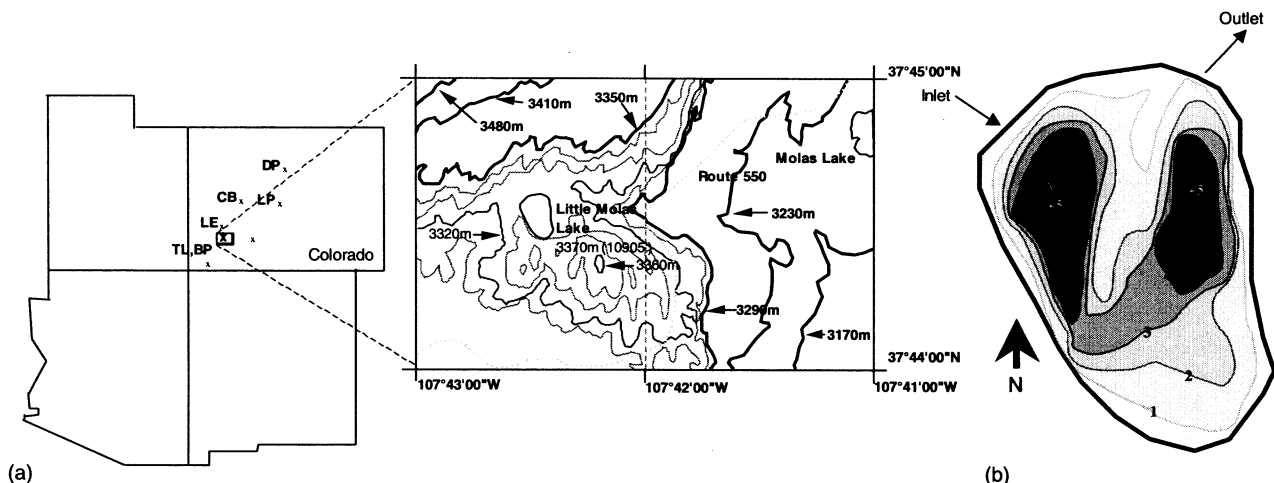 DP x
CB x
LP x
LE x
x
x
TL,BP
x
Colorado
(a)
37°45'00"N
3410m
3350m
3480m
Molas Lake
Route 550
Little Molas
Lake
3230m
3320m
3370m (10905')
3360m
3290m
3170m
37°44'00"N
107°43'00"W
107°42'00"W
107°41'00"W
Outlet
Inlet
3
2
1
N
(b)